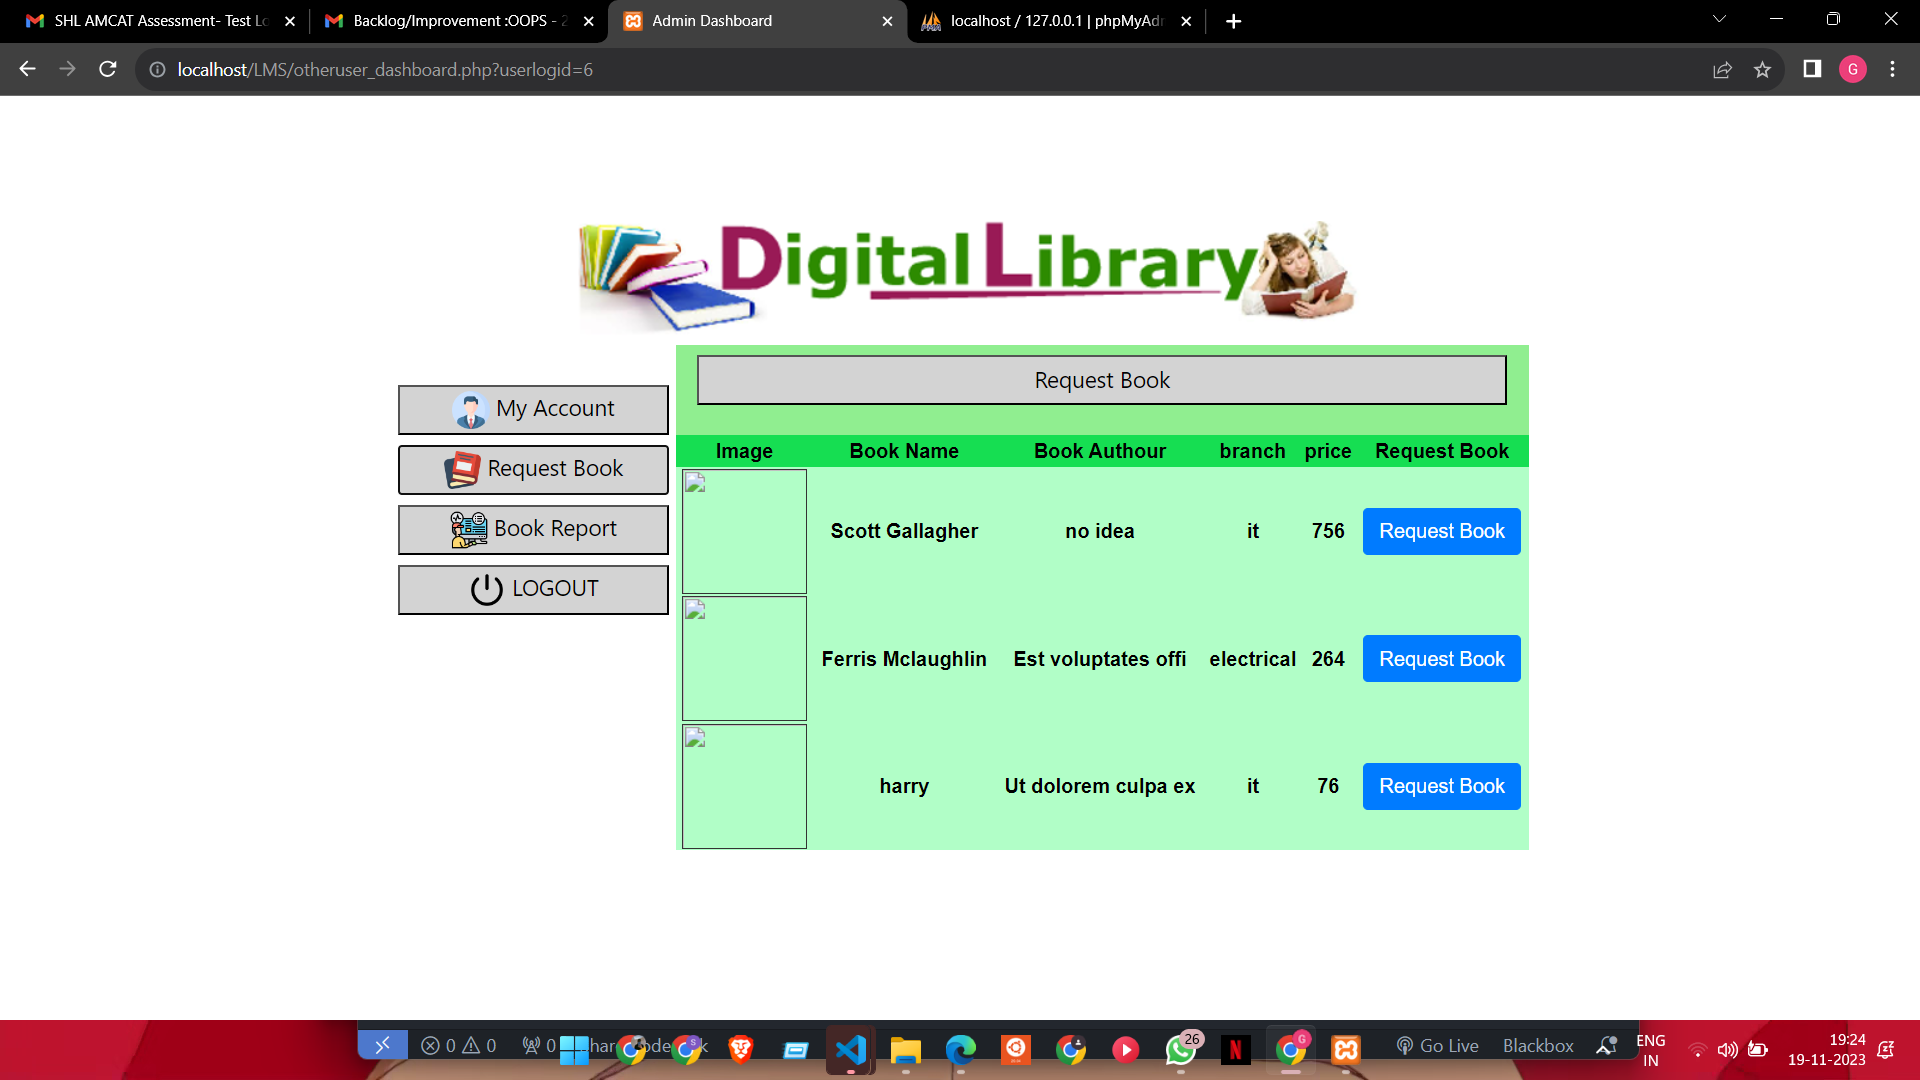 SHL AMCAT Assessment- Test Lo
Backlog/Improvement :OOPS - 2
Admin Dashboard
localhost / 127.0.0.1 | phpMyAdm
localhost/LMS/otheruser_dashboard.php?userlogid=6
G
Digital Library
Request Book
My Account
Request Book
Book Report
LOGOUT
Image Book Name Book Authour branch price Request Book
Scott Gallagher no idea it 756 Request Book
Ferris Mclaughlin Est voluptates offi electrical 264 Request Book
harry Ut dolorem culpa ex it 76 Request Book
0 0 0
26
Go Live Blackbox
ENG
IN
19:24
19-11-2023